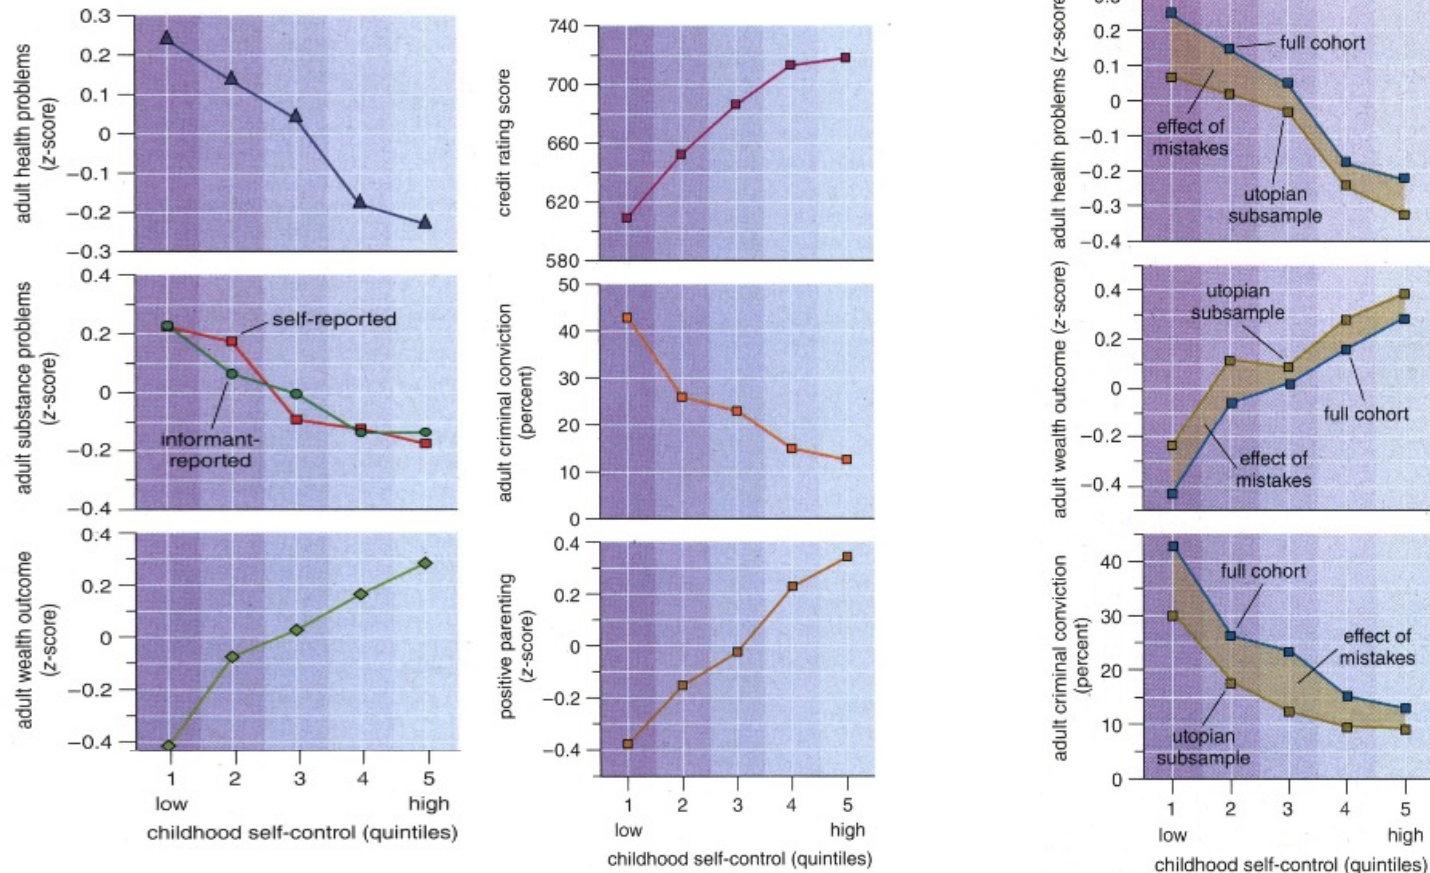 adult health problems
(z-score)
0.3
0.2
0.1
0
−0.1
−0.2
−0.3
adult substance problems
(z-score)
0.4
0.2
0
−0.2
−0.4
self-reported
informant-
reported
adult wealth outcome
(z-score)
0.4
0.2
0
−0.2
−0.4
1 2 3 4 5
low high
childhood self-control (quintiles)
credit rating score
740
700
660
620
580
adult criminal conviction
(percent)
50
40
30
20
10
0
positive parenting
(z-score)
0.4
0.2
0
−0.2
−0.4
1 2 3 4 5
low high
childhood self-control (quintiles)
adult health problems (z-score)
0.2
0.1
0
−0.1
−0.2
−0.3
−0.4
full cohort
effect of
mistakes
utopian
subsample
adult wealth outcome (z-score)
0.4
0.2
0
−0.2
−0.4
utopian
subsample
full cohort
effect of
mistakes
adult criminal conviction
(percent)
40
30
20
10
0
full cohort
effect of
mistakes
utopian
subsample
1 2 3 4 5
low high
childhood self-control (quintiles)